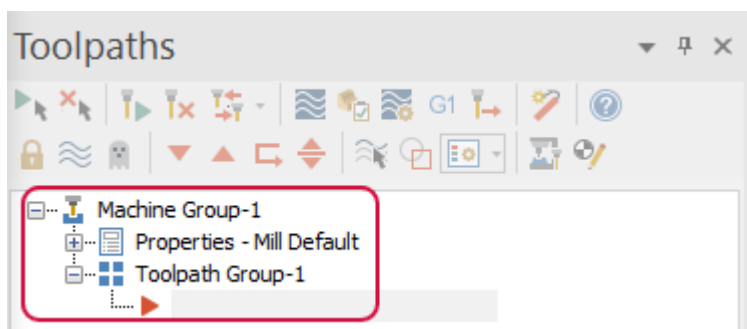 Toolpaths
G1
Machine Group-1
Properties - Mill Default
Toolpath Group-1